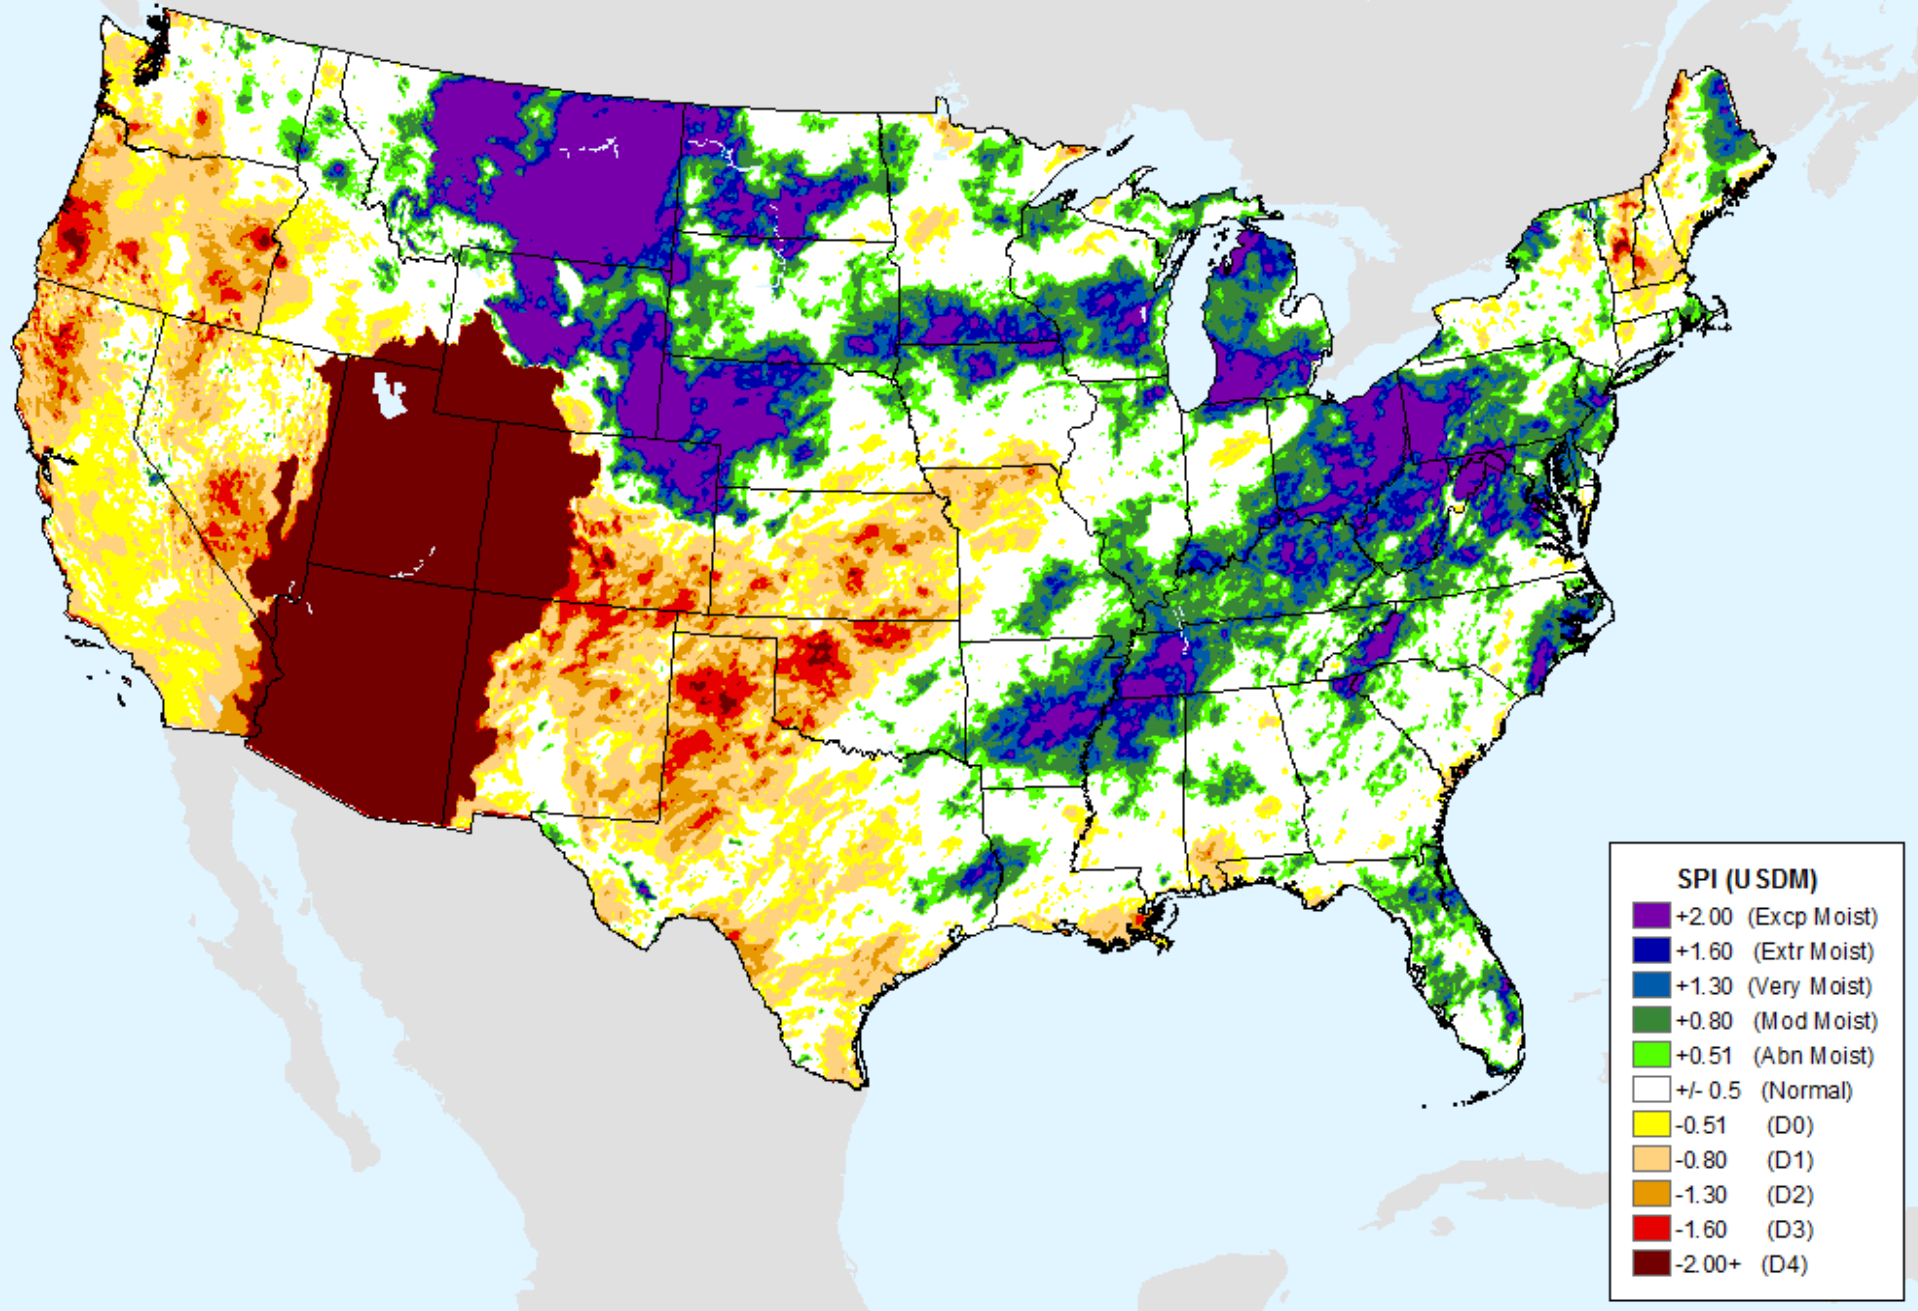 SPI (USDM)
+2.00 (Excp Moist)
+1.60 (Extr Moist)
+1.30 (Very Moist)
+0.80 (Mod Moist)
+0.51 (Abn Moist)
+/- 0.5 (Normal)
-0.51 (D0)
-0.80 (D1)
-1.30 (D2)
-1.60 (D3)
-2.00+ (D4)